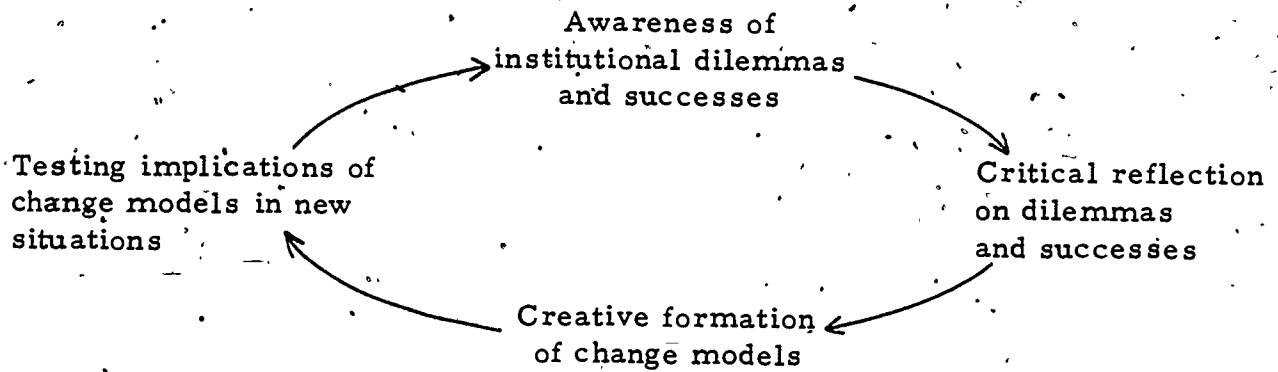 Awareness of
institutional dilemmas
and successes
Testing implications of
change models in new
situations
Critical reflection
on dilemmas
and successes
Creative formation
of change models